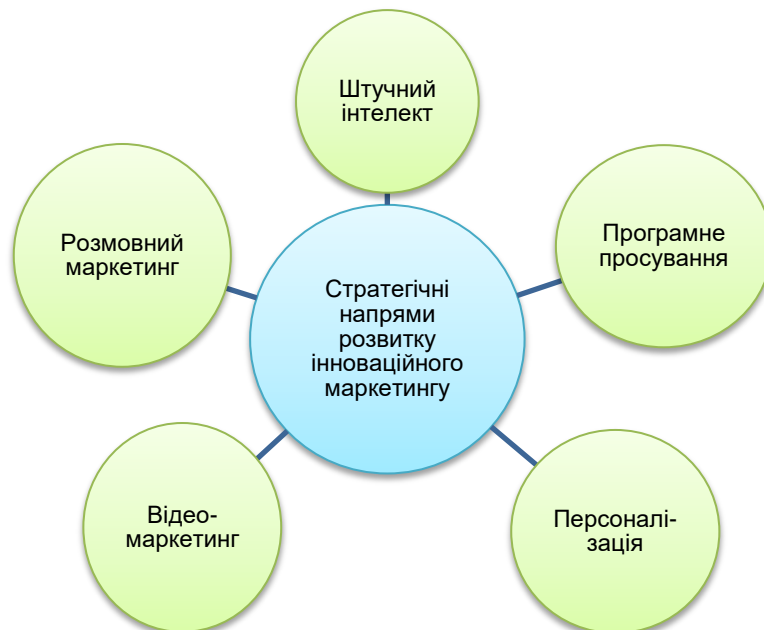 Штучний
інтелект
Розмовний
маркетинг
Програмне
просування
Стратегічні
напрями
розвитку
інноваційного
маркетингу
Відео-
маркетинг
Персоналі-
зація